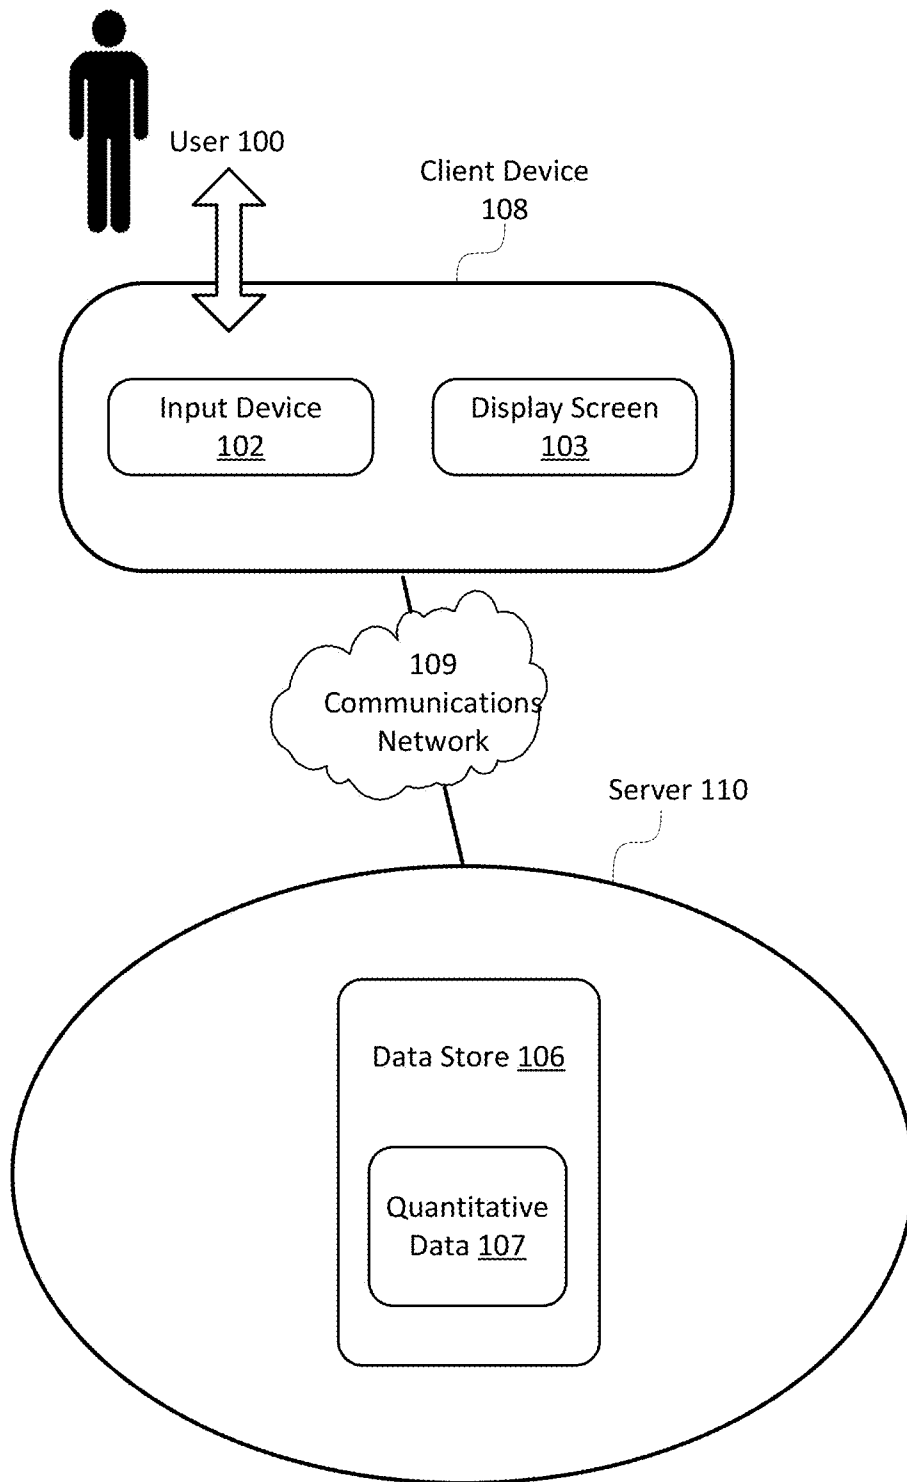 User 100
Client Device
108
Input Device
102
Display Screen
103
109
Communications
Network
Server 110
Data Store 106
Quantitative
Data 107